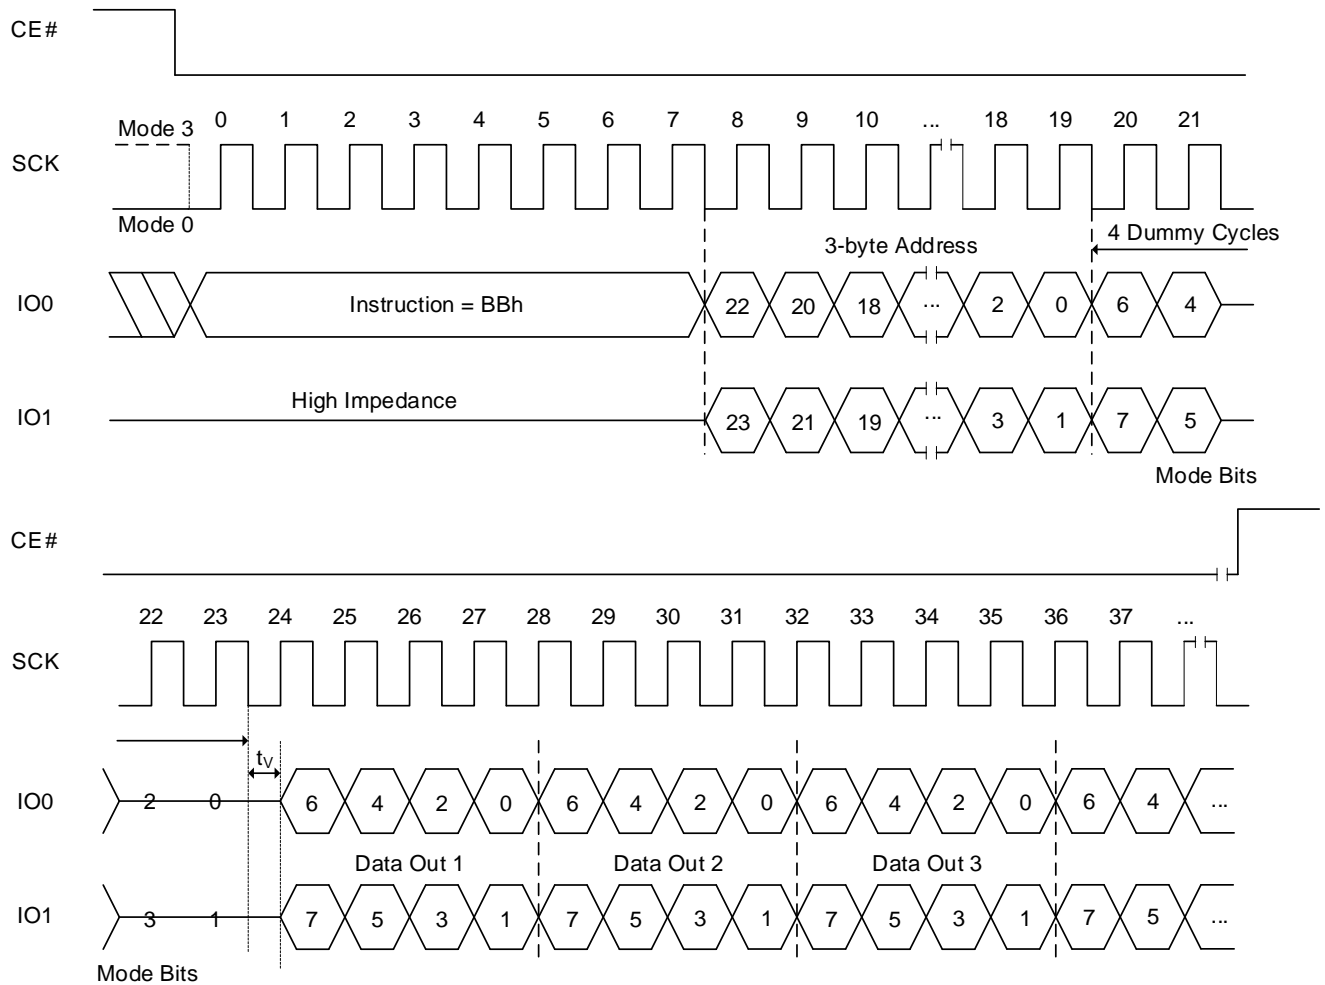 CE#
0 1 2 3 4 5 6 7 8 9 10 ... 18 19 20 21
Mode 3
SCK
Mode 0
3-byte Address 4 Dummy Cycles
IO0 Instruction = BBh 22 20 18 ... 2 0 6 4
High Impedance
IO1 23 21 19 ... 3 1 7 5
Mode Bits
CE#
22 23 24 25 26 27 28 29 30 31 32 33 34 35 36 37 ...
SCK
tV
IO0 2 0 6 4 2 0 6 4 2 0 6 4 2 0 6 4 ...
Data Out 1 Data Out 2 Data Out 3
IO1 3 1 7 5 3 1 7 5 3 1 7 5 3 1 7 5 ...
Mode Bits